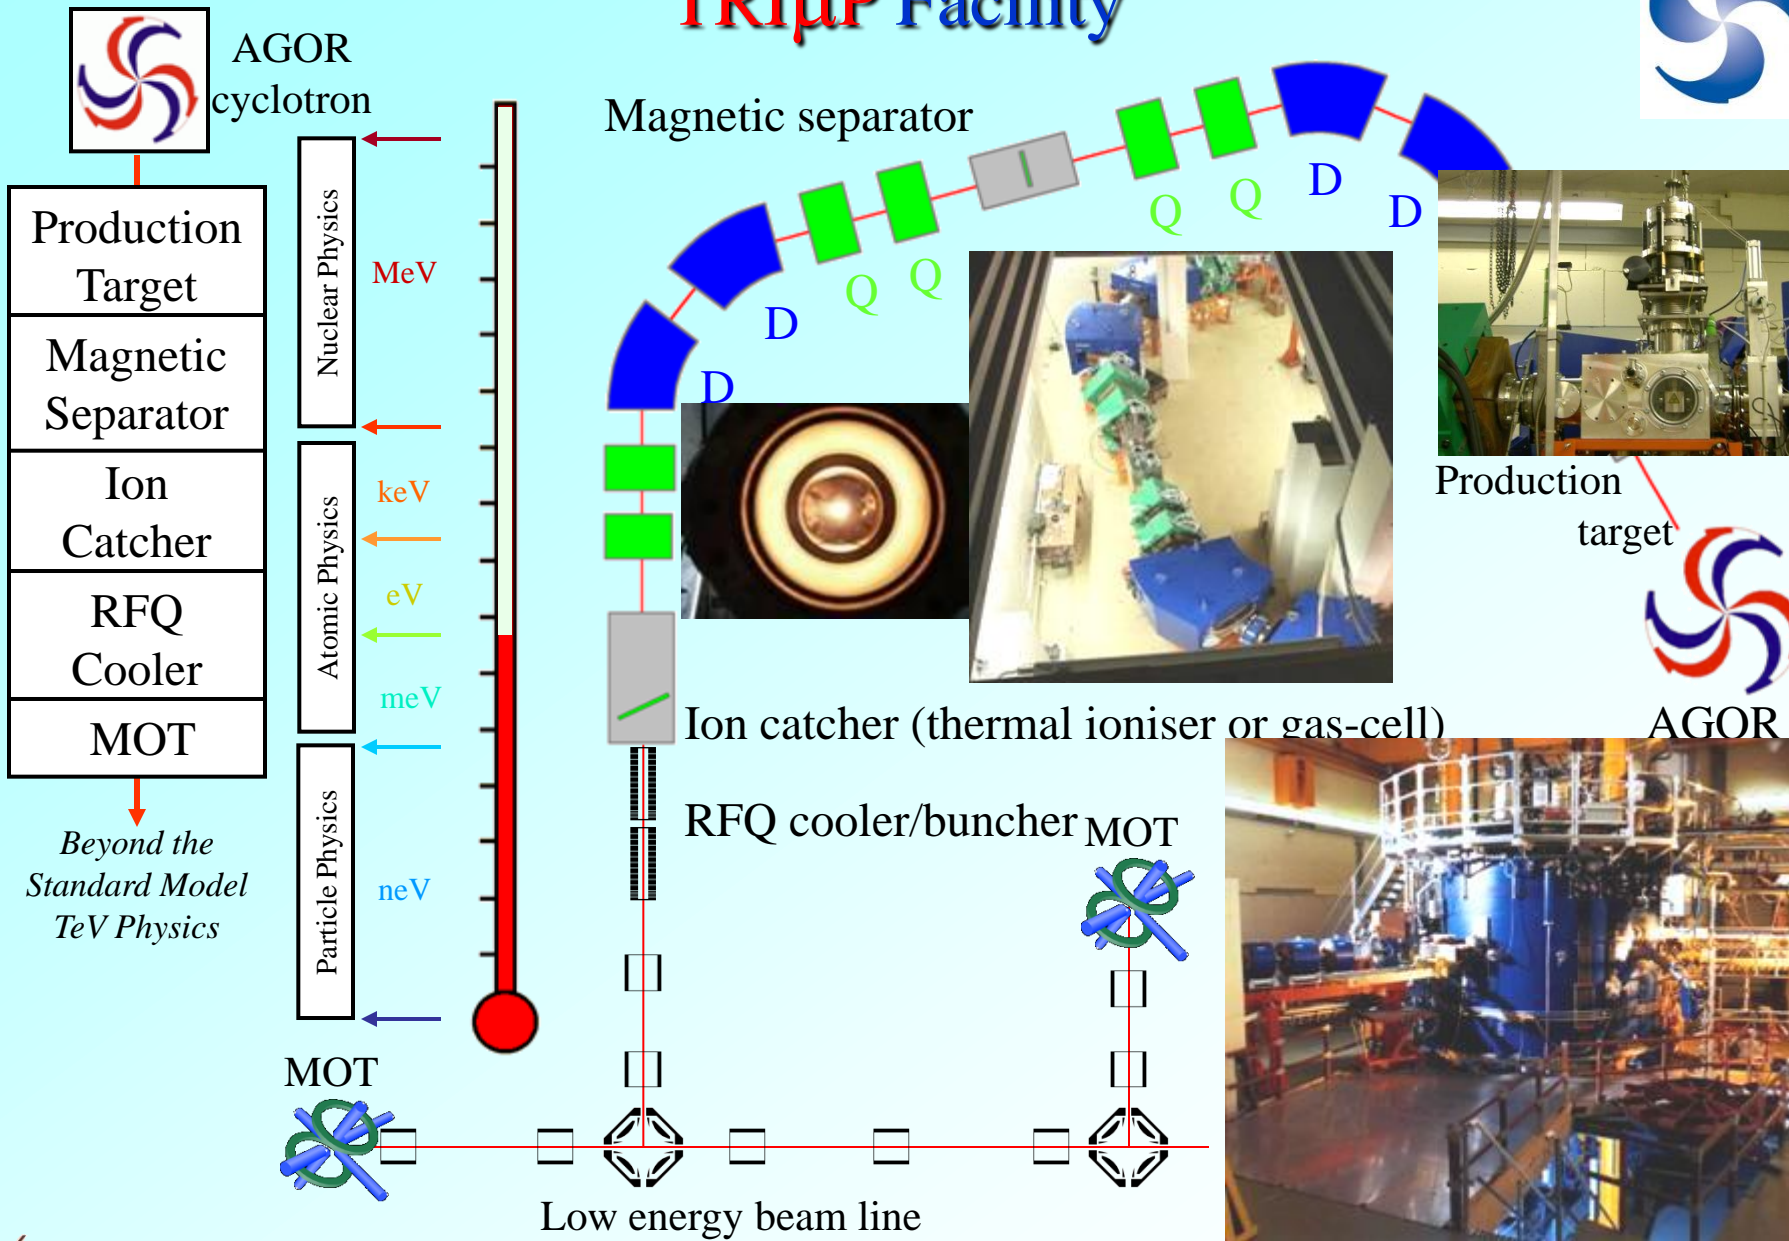 TRIμP Facility
AGOR
cyclotron
Production
Target
Magnetic
Separator
Ion
Catcher
RFQ
Cooler
MOT
Beyond the
Standard Model
TeV Physics
Nuclear Physics
Atomic Physics
Particle Physics
MeV
keV
eV
meV
neV
Magnetic separator
D
D
Q
Q
Q
Q
D
D
Production
target
AGOR
Ion catcher (thermal ioniser or gas-cell)
RFQ cooler/buncher
MOT
MOT
Low energy beam line